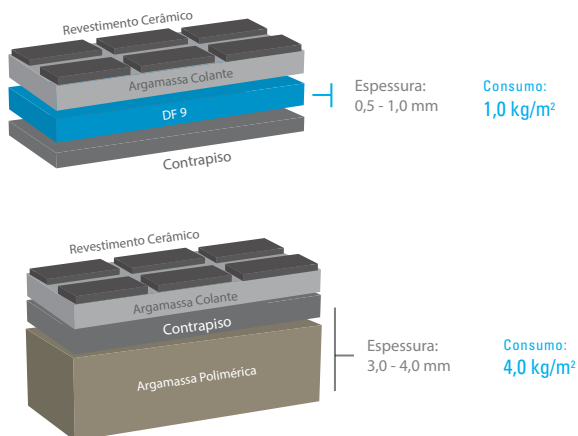 Revestimento Cerâmico
Argamassa Colante
DF 9
Contrapiso
Espessura:
0,5 - 1,0 mm
Consumo:
1,0 kg/m²
Revestimento Cerâmico
Argamassa Colante
Contrapiso
Argamassa Polimérica
Espessura:
3,0 - 4,0 mm
Consumo:
4,0 kg/m²